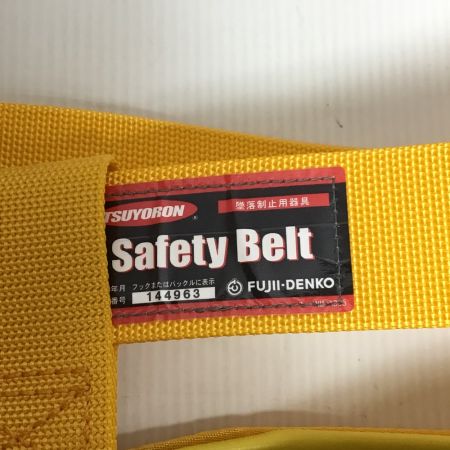 TSUYORON
墜落制止用器具
Safety Belt
年月 フックまたはバックルに表示
番号 144963 FUJII-DENKO